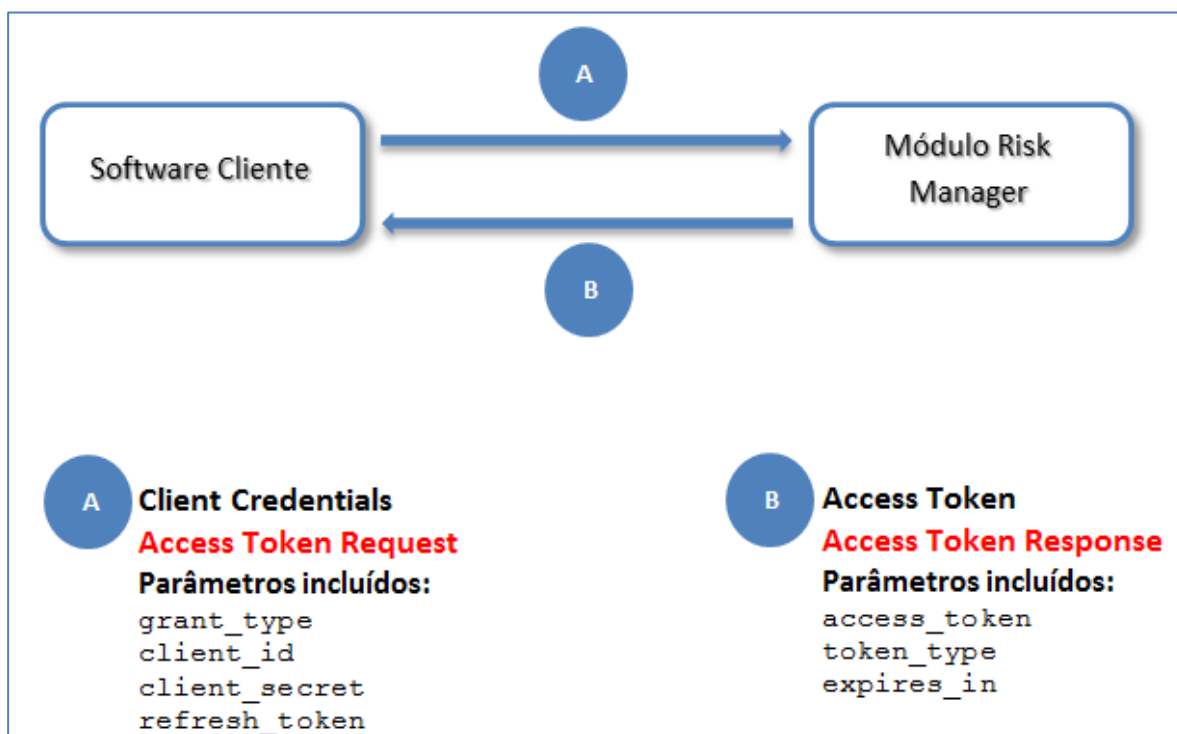 A
Software Cliente
Módulo Risk
Manager
B
A
Client Credentials
Access Token Request
Parâmetros incluídos:
grant_type
client_id
client_secret
refresh_token
B
Access Token
Access Token Response
Parâmetros incluídos:
access_token
token_type
expires_in